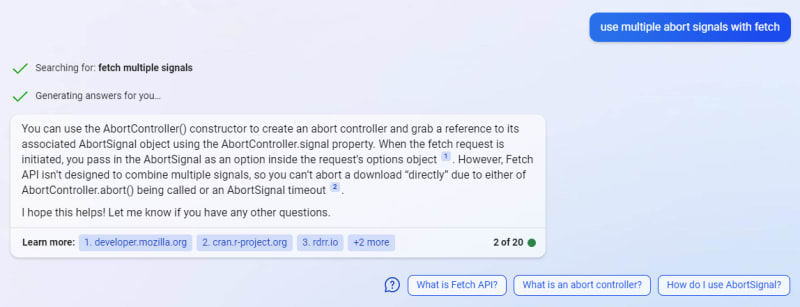 use multiple abort signals with fetch
Searching for: fetch multiple signals
Generating answers for you…
You can use the AbortController() constructor to create an abort controller and grab a reference to its
associated AbortSignal object using the AbortController.signal property. When the fetch request is
initiated, you pass in the AbortSignal as an option inside the request's options object 1 . However, Fetch
API isn't designed to combine multiple signals, so you can't abort a download “directly” due to either of
AbortController.abort() being called or an AbortSignal timeout 2 .
I hope this helps! Let me know if you have any other questions.
Learn more: 1. developer.mozilla.org 2. cran.r-project.org 3. rdrr.io +2 more 2 of 20
What is Fetch API? What is an abort controller? How do I use AbortSignal?